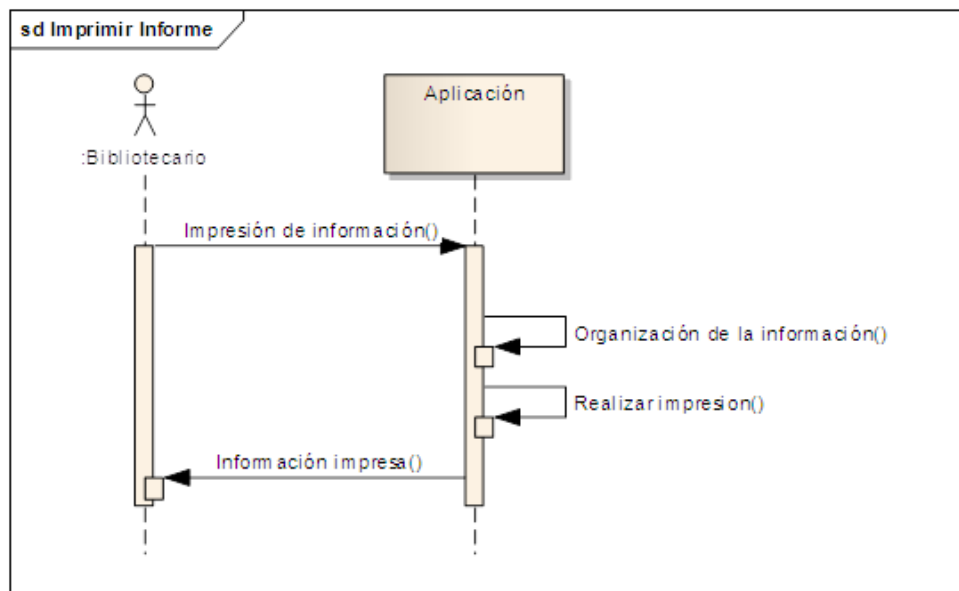 sd Imprimir Informe
:Bibliotecario
Aplicación
Impresión de información()
Organización de la información()
Realizar impresion()
Información impresa()